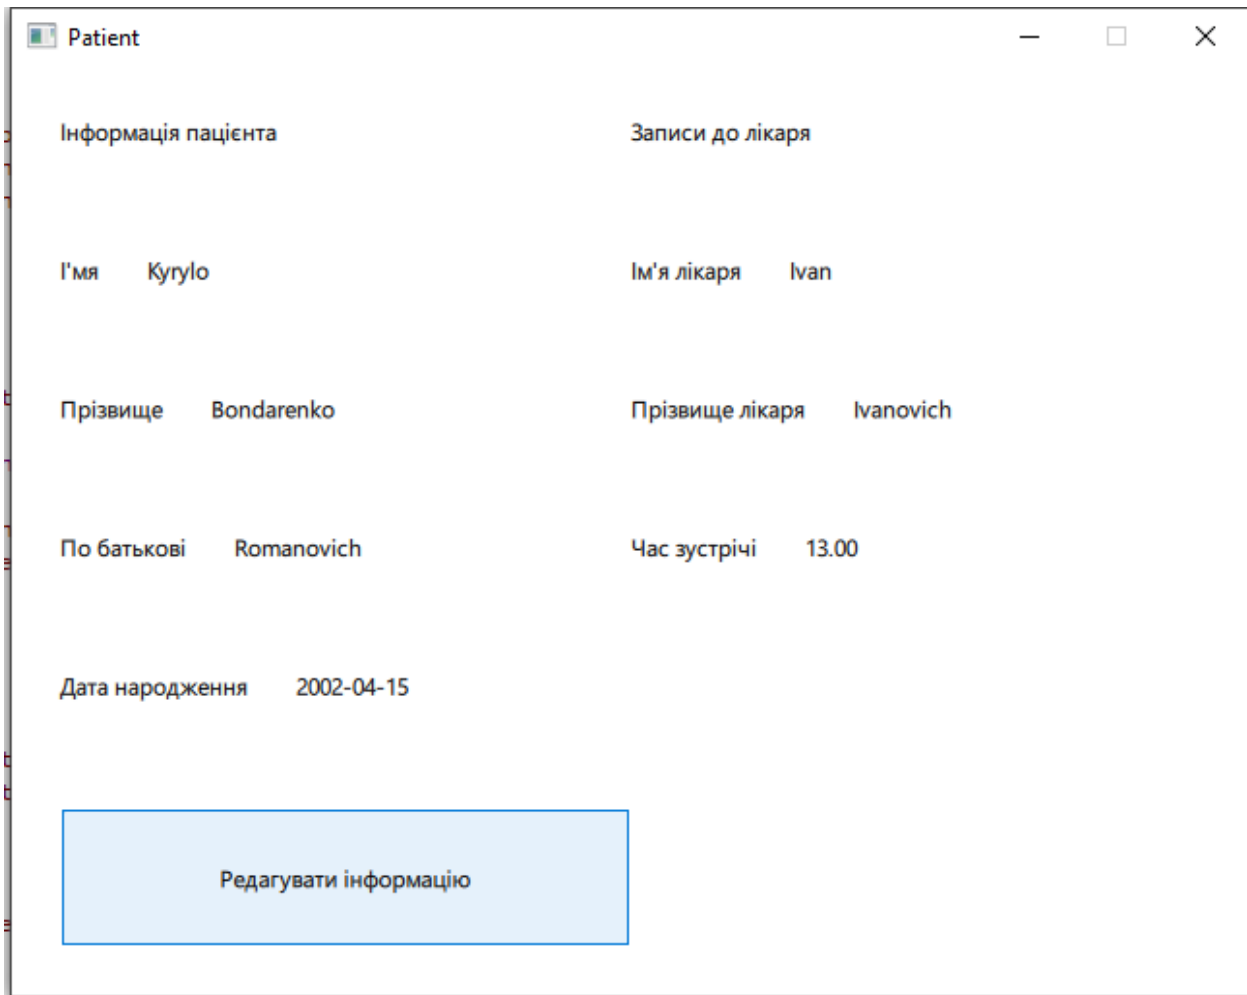 Patient
Інформація пацієнта
Записи до лікаря
І'мя Kyrylo
Ім'я лікаря Ivan
Прізвище Bondarenko
Прізвище лікаря Ivanovich
По батькові Romanovich
Час зустрічі 13.00
Дата народження 2002-04-15
Редагувати інформацію